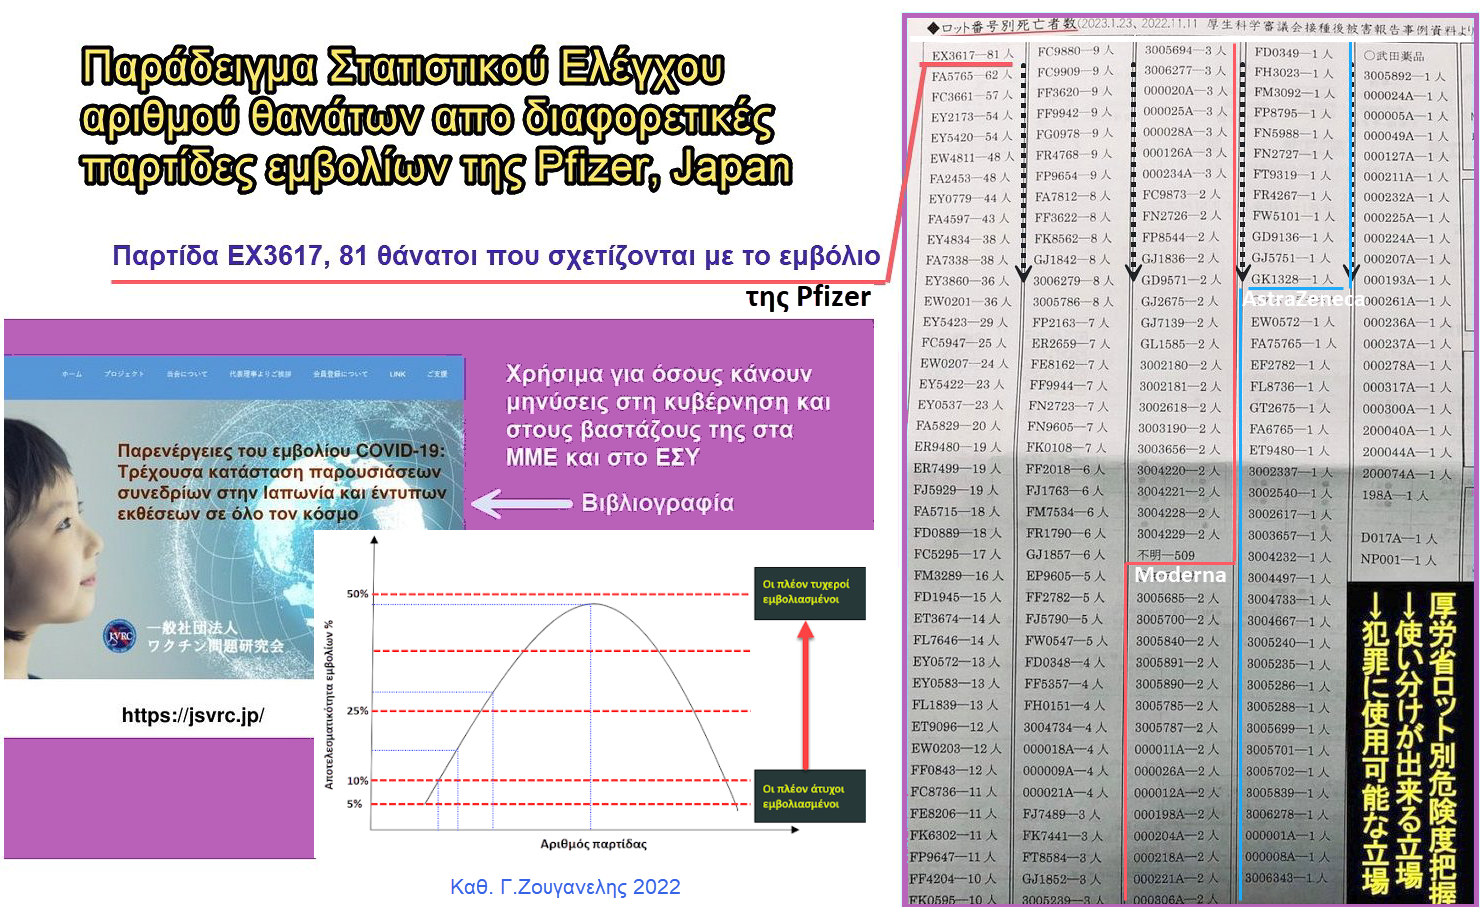 Παράδειγμα Στατιστικού Ελέγχου
αριθμού θανάτων απο διαφορετικές
παρτίδες εμβολίων της Pfizer, Japan
Παρτίδα EX3617, 81 θάνατοι που σχετίζονται με το εμβόλιο
της Pfizer
ホーム プロジェクト 当会について 代表理事よりご挨拶 会員登録について LINK ご支援
Παρενέργειες του εμβολίου COVID-19:
Τρέχουσα κατάσταση παρουσιάσεων
συνεδρίων στην Ιαπωνία και έντυπων
εκθέσεων σε όλο τον κόσμο
JVRC
一般社団法人
ワクチン問題研究会
https://jsvrc.jp/
Χρήσιμα για όσους κάνουν
μηνύσεις στη κυβέρνηση και
στους βαστάζους της στα
ΜΜΕ και στο ΕΣΥ
Βιβλιογραφία
Αποτελεσματικότητα εμβολίων %
50%
25%
10%
5%
Αριθμός παρτίδας
Οι πλέον τυχεροί
εμβολιασμένοι
Οι πλέον άτυχοι
εμβολιασμένοι
Καθ. Γ.Ζουγανελης 2022
◆ロット番号別死亡者数(2023.1.23、2022.11.11 厚生科学審議会接種後被害報告事例資料より
EX3617―81人
FA5765―62人
FC3661―57人
EY2173―54人
EY5420―54人
EW4811―48人
FA2453―48人
EY0779―44人
FA4597―43人
EY4834―38人
FA7338―38人
EY3860―36人
EW0201―36人
EY5423―29人
FC5947―25人
EW0207―24人
EY5422―23人
EY0537―23人
FA5829―20人
ER9480―19人
ER7499―19人
FJ5929―19人
FA5715―18人
FD0889―18人
FC5295―17人
FM3289―16人
FD1945―15人
ET3674―14人
FL7646―14人
EY0572―13人
EY0583―13人
FL1839―13人
ET9096―12人
EW0203―12人
FF0843―12人
FC8736―11人
FE8206―11人
FK6302―11人
FP9647―11人
FF4204―10人
FK0595―10人
FC9880―9人
FC9909―9人
FF3620―9人
FF9942―9人
FG0978―9人
FR4768―9人
FP9654―9人
FA7812―8人
FF3622―8人
FK8562―8人
GJ1842―8人
3006279―8人
3005786―8人
FP2163―7人
ER2659―7人
FE8162―7人
FF9944―7人
FN2723―7人
FN9605―7人
FK0108―7人
FF2018―6人
FJ1763―6人
FM7534―6人
FR1790―6人
GJ1857―6人
EP9605―5人
FF2782―5人
FJ5790―5人
FW0547―5人
FD0348―4人
FF5357―4人
FH0151―4人
3004734―4人
000018A―4人
000009A―4人
000021A―4人
FJ7489―3人
FK7441―3人
FT8584―3人
GJ1852―3人
3005239―3人
3005694―3人
3006277―3人
000020A―3人
000025A―3人
000028A―3人
000126A―3人
000234A―3人
FC9873―2人
FN2726―2人
FP8544―2人
GJ1836―2人
GD9571―2人
GJ2675―2人
GJ7139―2人
GL1585―2人
3002180―2人
3002181―2人
3002618―2人
3003190―2人
3003656―2人
3004220―2人
3004221―2人
3004228―2人
3004229―2人
不明―509
Moderna
3005685―2人
3005700―2人
3005840―2人
3005891―2人
3005890―2人
3005785―2人
3005787―2人
000011A―2人
000026A―2人
000012A―2人
000198A―2人
000204A―2人
000218A―2人
000221A―2人
000306A―2人
FD0349―1人
FH3023―1人
FM3092―1人
FP8795―1人
FN5988―1人
FN2727―1人
FT9319―1人
FR4267―1人
FW5101―1人
GD9136―1人
GJ5751―1人
GK1328―1人
AstraZeneca
EW0572―1人
FA75765―1人
EF2782―1人
FL8736―1人
GT2675―1人
FA6765―1人
ET9480―1人
3002337―1人
3002540―1人
3002617―1人
3003657―1人
3004232―1人
3004497―1人
3004733―1人
3004667―1人
3005240―1人
3005235―1人
3005286―1人
3005288―1人
3005699―1人
3005701―1人
3005702―1人
3005839―1人
3006278―1人
000001A―1人
000008A―1人
3006343―1人
〇武田薬品
3005892―1人
000024A―1人
000005A―1人
000049A―1人
000127A―1人
000211A―1人
000232A―1人
000225A―1人
000224A―1人
000207A―1人
000193A―1人
000261A―1人
000236A―1人
000237A―1人
000278A―1人
000317A―1人
000300A―1人
200040A―1人
200044A―1人
200074A―1人
198A―1人
D017A―1人
NP001―1人
厚労省ロット別危険度把握
↓使い分けが出来る立場
↓犯罪に使用可能な立場